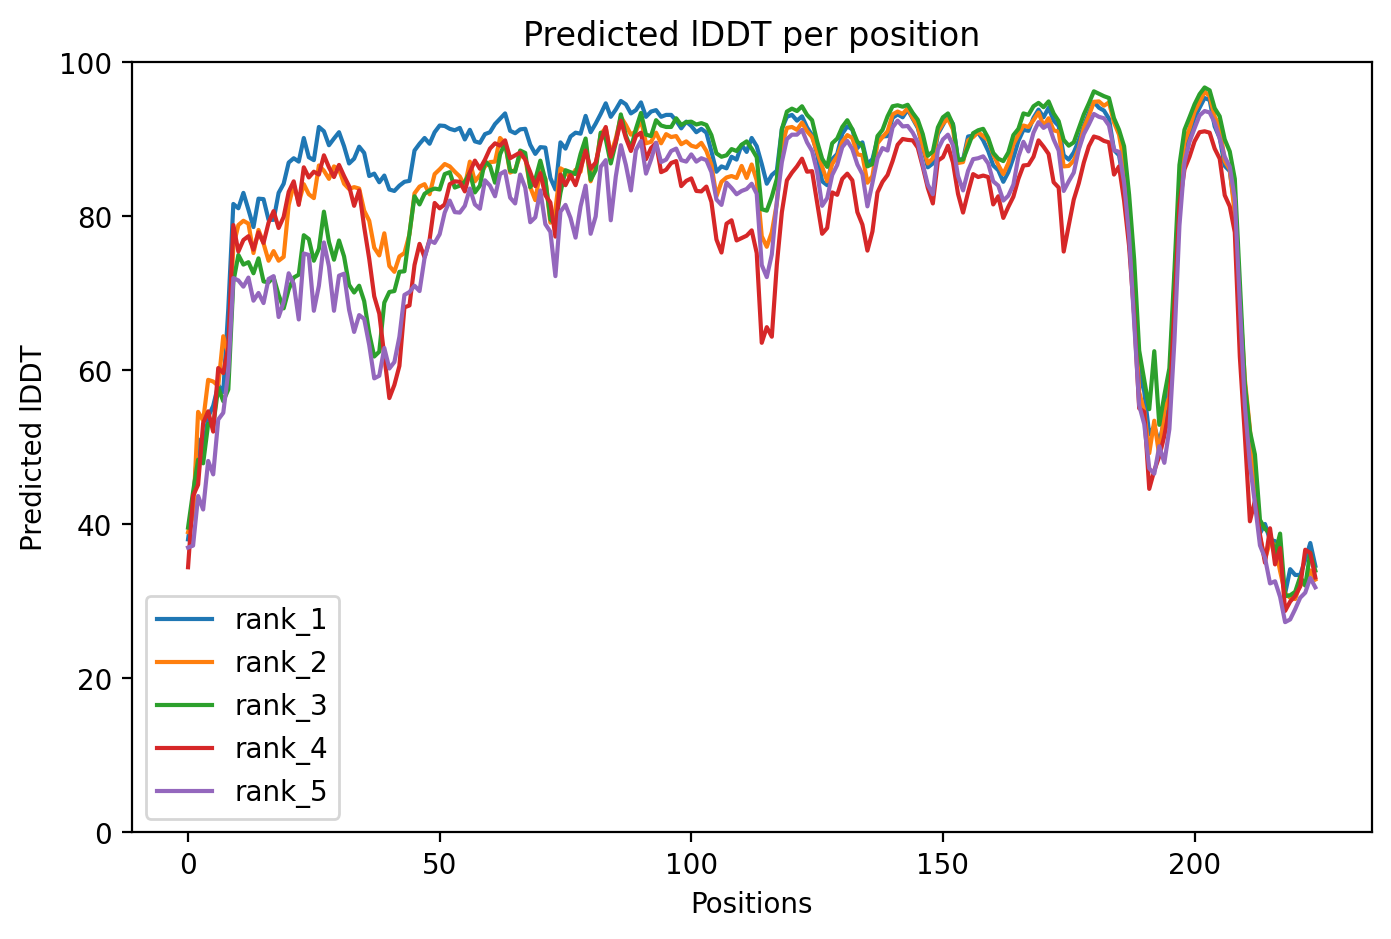 Predicted lDDT per position
100
80
60
40
20
0
Predicted lDDT
rank_1
rank_2
rank_3
rank_4
rank_5
0 50 100 150 200
Positions